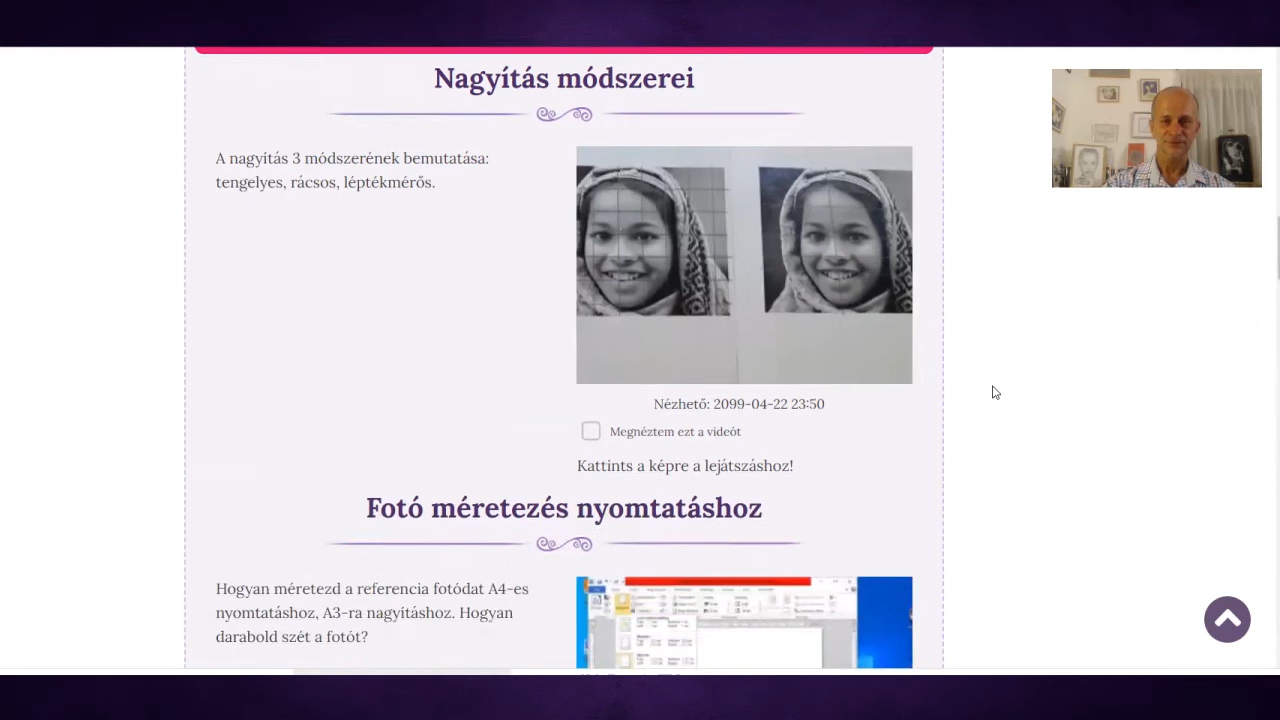 Nagyítás módszerei
A nagyítás 3 módszerének bemutatása:
tengelyes, rácsos, léptékmérős.
Nézhető: 2099-04-22 23:50
Megnéztem ezt a videót
Kattints a képre a lejátszáshoz!
Fotó méretezés nyomtatáshoz
Hogyan méretezd a referencia fotódat A4-es
nyomtatáshoz, A3-ra nagyításhoz. Hogyan
darabold szét a fotót?